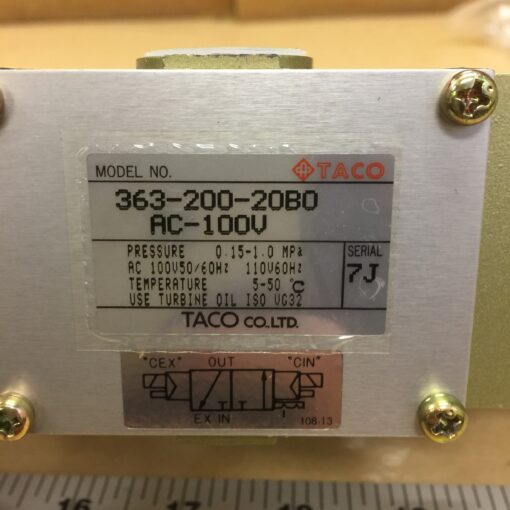 MODEL NO. TACO
363-200-20B0
AC-100V
PRESSURE 0.15-1.0 MPa
AC 100V50/60Hz 110V60Hz
TEMPERATURE 5-50 ℃
USE TURBINE OIL ISO VG32
SERIAL
7J
TACO CO.LTD.
"CEX" OUT "CIN"
EX IN
108-13
16 17 18 19